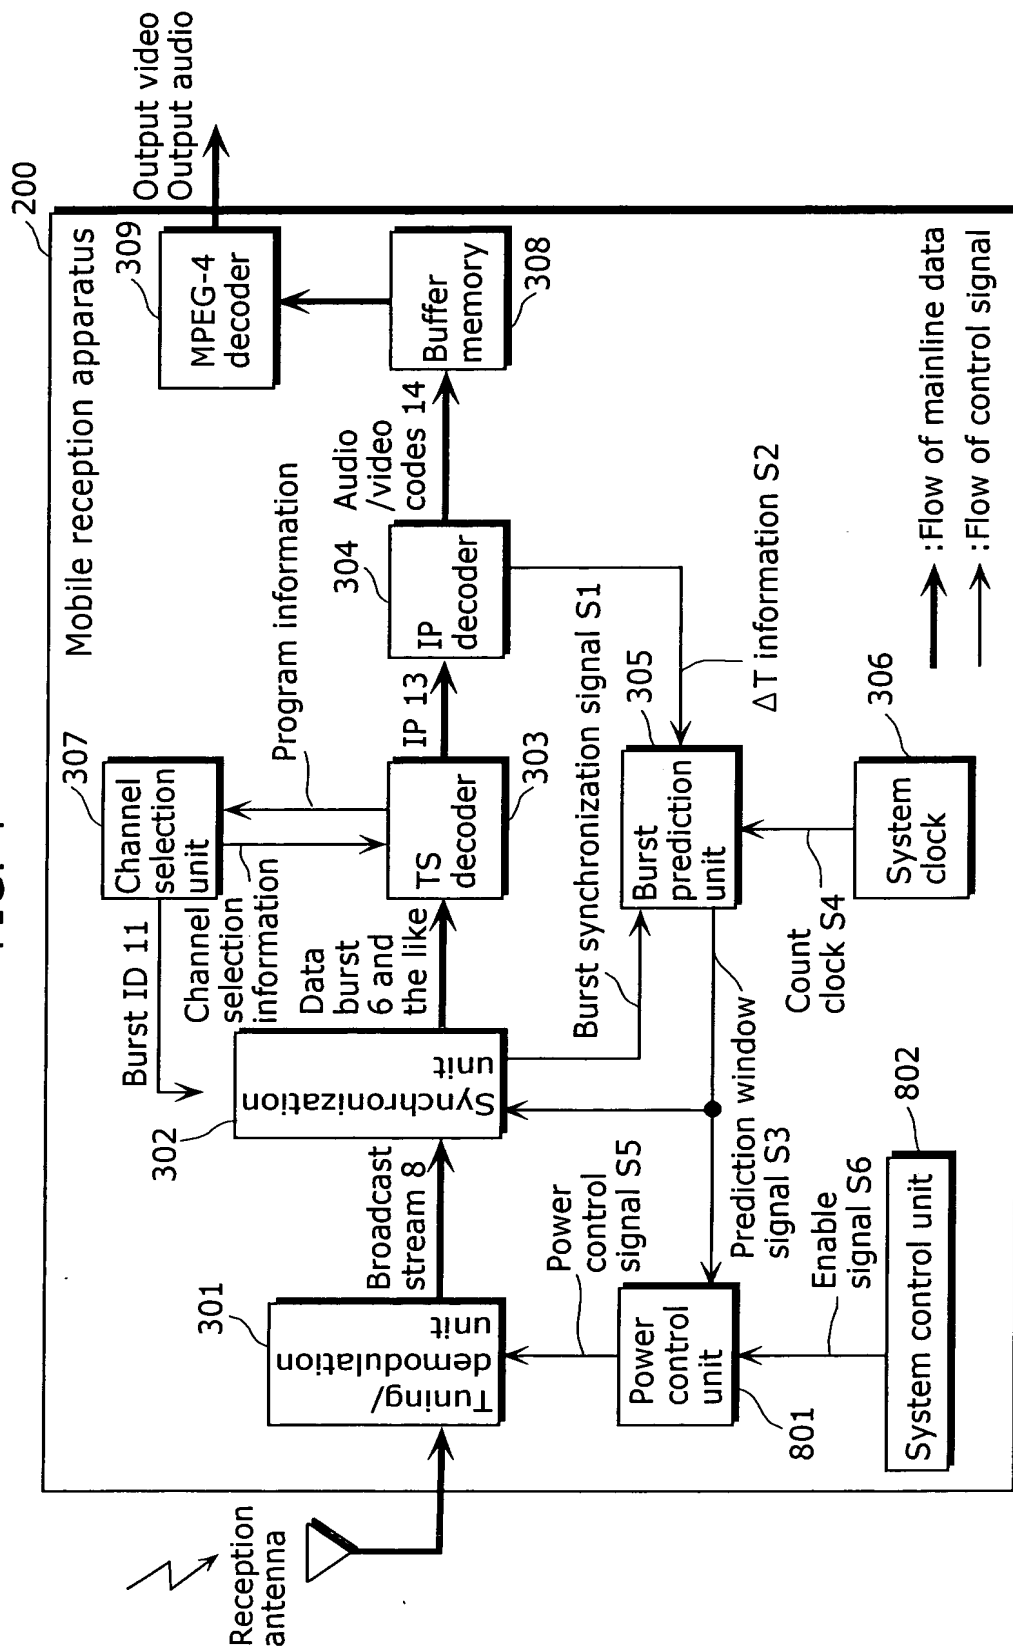 200
Mobile reception apparatus
Output video
Output audio
309
MPEG-4
decoder
Buffer
memory
308
Audio
/video
codes 14
304
IP
decoder
IP 13
Program information
307
Channel
selection
unit
Burst ID 11
Channel
selection
information
TS
decoder
303
Data
burst
6 and
the like
302
Synchronization
unit
Broadcast
stream 8
301
Tuning/
demodulation
unit
Reception
antenna
Burst synchronization signal S1
305
Burst
prediction
unit
ΔT information S2
306
System
clock
Count
clock S4
Prediction window
signal S3
Power
control
signal S5
Power
control
unit
801
Enable
signal S6
802
System control unit
:Flow of mainline data
:Flow of control signal